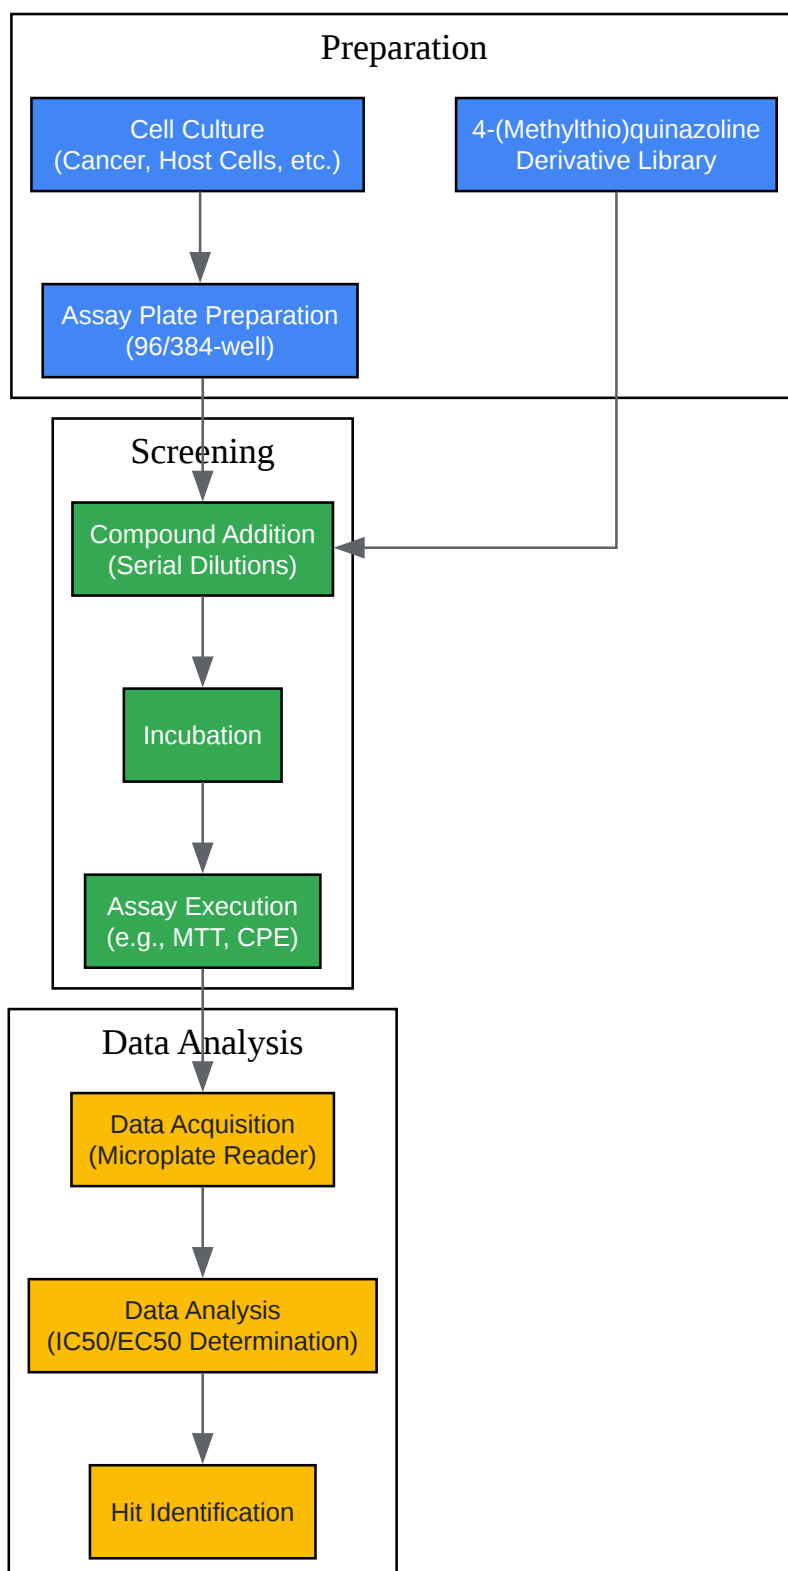 Preparation
Cell Culture
(Cancer, Host Cells, etc.)
4-(Methylthio)quinazoline
Derivative Library
Assay Plate Preparation
(96/384-well)
Screening
Compound Addition
(Serial Dilutions)
Incubation
Assay Execution
(e.g., MTT, CPE)
Data Analysis
Data Acquisition
(Microplate Reader)
Data Analysis
(IC50/EC50 Determination)
Hit Identification